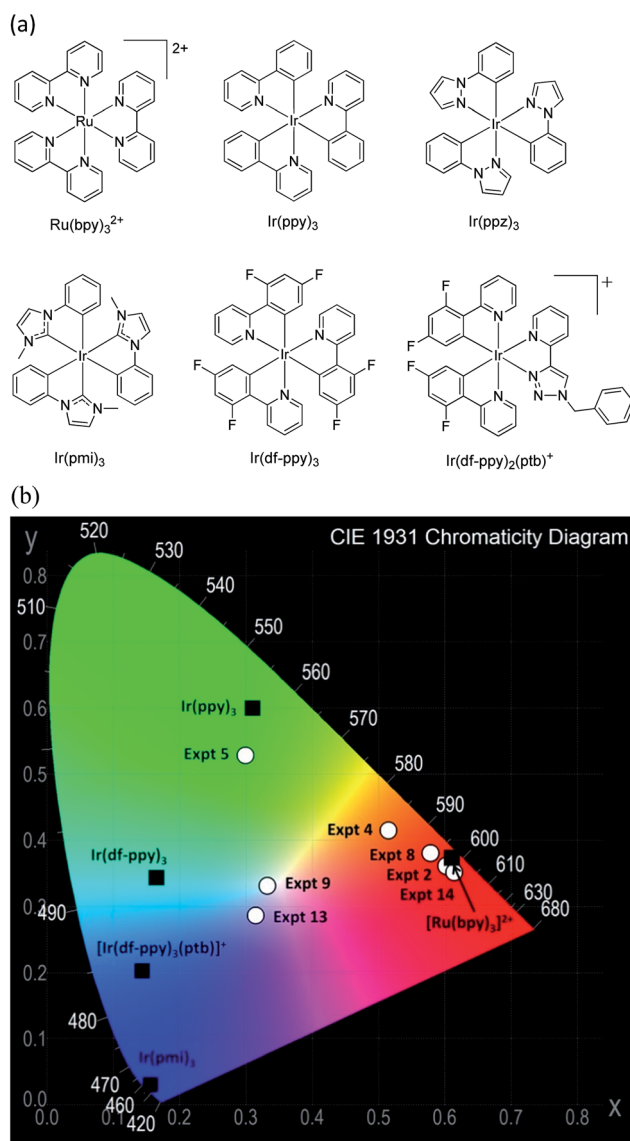 (a)
2+
N
N
N
Ru
N
N
N
Ru(bpy)₃²⁺
N
N
Ir
N
Ir(ppy)₃
N
N
N
N
Ir
N
N
Ir(ppz)₃
N
N
N
N
Ir
N
N
Ir(pmi)₃
F
F
N
N
Ir
F
F
N
F
F
Ir(df-ppy)₃
+
F
F
N
N
Ir
F
N
N
N
N
F
Ir(df-ppy)₂(ptb)⁺
(b)
y
CIE 1931 Chromaticity Diagram
520
530
540
510
550
560
570
580
590
600
610
630
680
490
480
470
460
420
0.8
0.7
0.6
0.5
0.4
0.3
0.2
0.1
0.0
Ir(ppy)₃
Expt 5
Expt 4
Expt 8
Expt 2
Expt 14
Ir(df-ppy)₃
Expt 9
Expt 13
[Ru(bpy)₃]²⁺
[Ir(df-ppy)₃(ptb)]⁺
Ir(pmi)₃
0.0 0.1 0.2 0.3 0.4 0.5 0.6 0.7 0.8
x